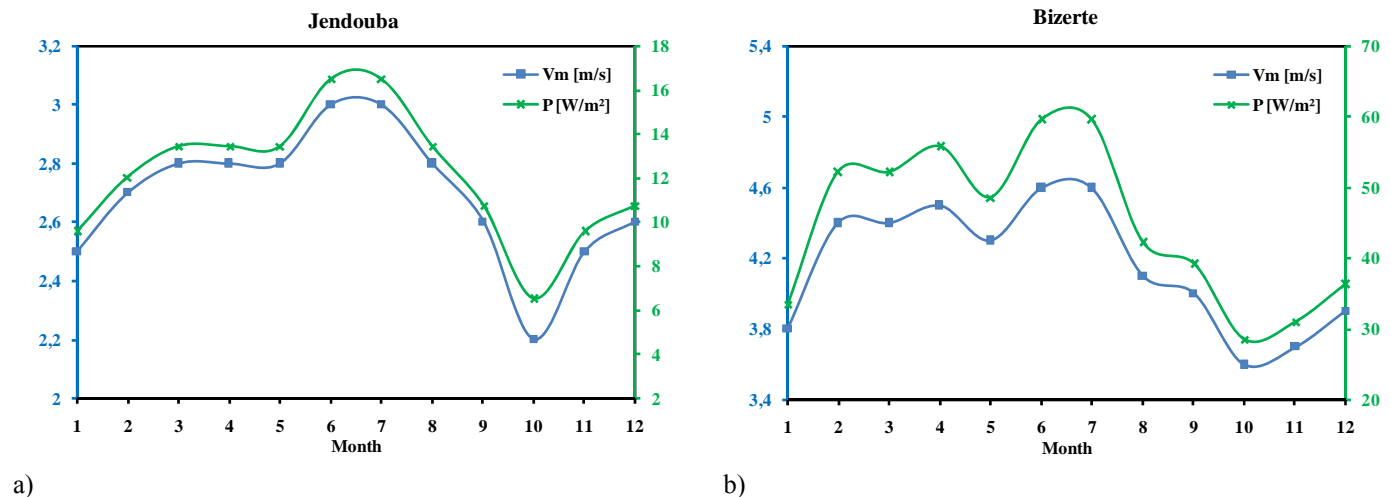 Jendouba
3,2
3
2,8
2,6
2,4
2,2
2
18
16
14
12
10
8
6
4
2
Vm [m/s]
P [W/m²]
1 2 3 4 5 6 7 8 9 10 11 12
Month
a)
Bizerte
5,4
5
4,6
4,2
3,8
3,4
70
60
50
40
30
20
Vm [m/s]
P [W/m²]
1 2 3 4 5 6 7 8 9 10 11 12
Month
b)